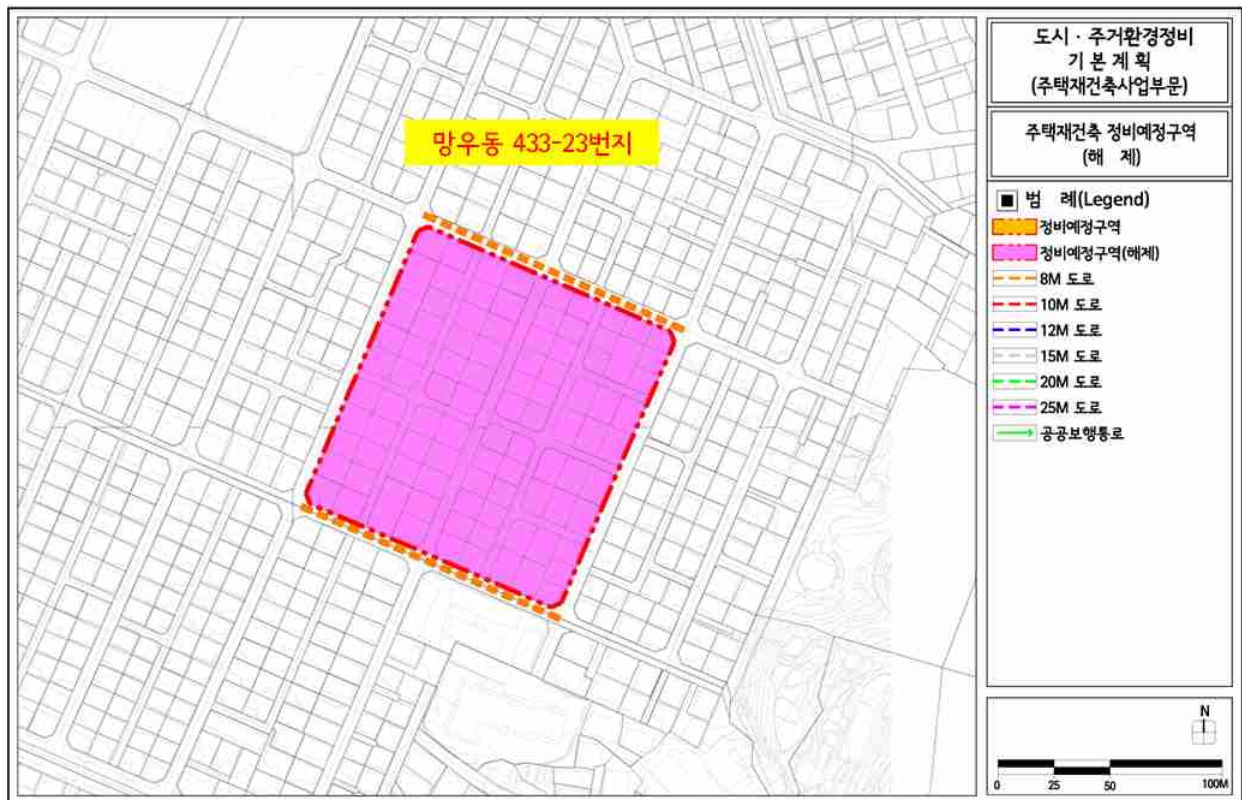 망우동 433-23번지
도시 · 주거환경정비
기 본 계 획
(주택재건축사업부문)
주택재건축 정비예정구역
(해 제)
범 례(Legend)
정비예정구역
정비예정구역(해제)
8M 도로
10M 도로
12M 도로
15M 도로
20M 도로
25M 도로
공공보행통로
N
0 25 50 100M